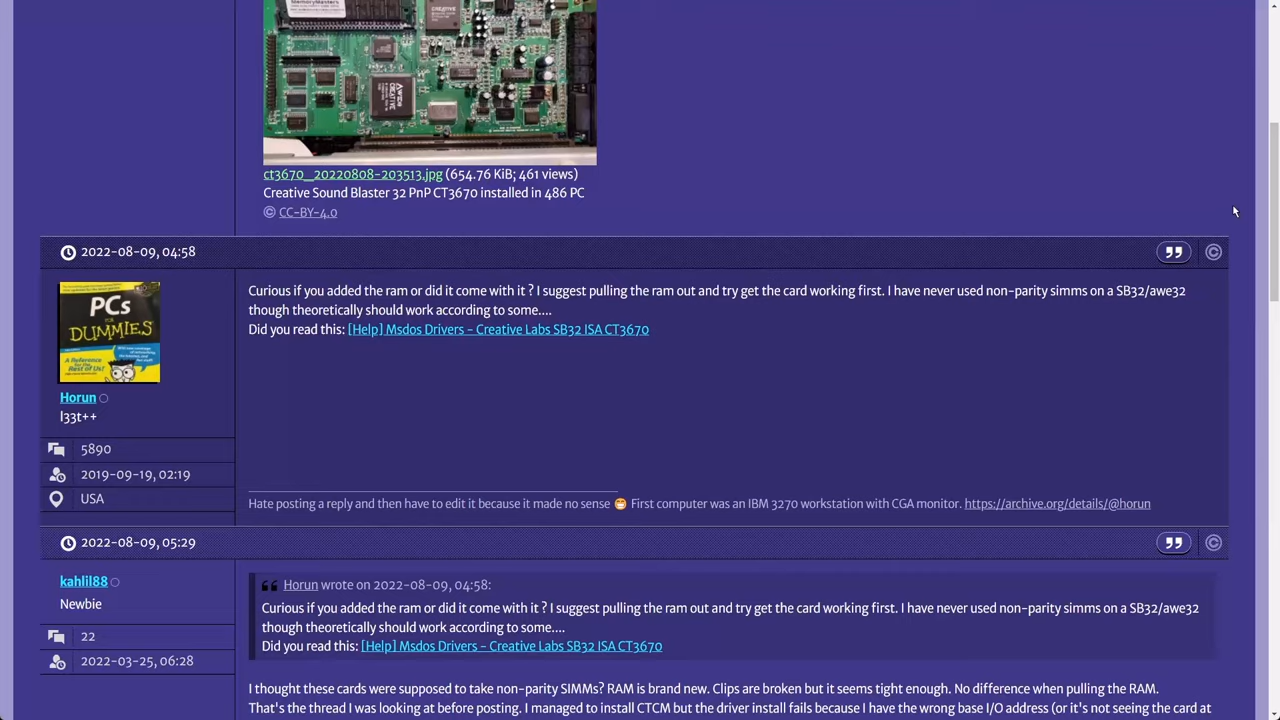 MemoryMasters
CREATIVE
CREATIVE
ct3670_20220808-203513.jpg (654.76 KiB; 461 views)
Creative Sound Blaster 32 PnP CT3670 installed in 486 PC
© CC-BY-4.0
2022-08-09, 04:58
Curious if you added the ram or did it come with it ? I suggest pulling the ram out and try get the card working first. I have never used non-parity simms on a SB32/awe32
though theoretically should work according to some....
Did you read this: [Help] Msdos Drivers - Creative Labs SB32 ISA CT3670
PCs
FOR
DUMMIES
A Reference
for the
Rest of Us!
Horun
l33t++
5890
2019-09-19, 02:19
USA
Hate posting a reply and then have to edit it because it made no sense 😁 First computer was an IBM 3270 workstation with CGA monitor. https://archive.org/details/@horun
2022-08-09, 05:29
kahlil88
Newbie
22
2022-03-25, 06:28
Horun wrote on 2022-08-09, 04:58:
Curious if you added the ram or did it come with it ? I suggest pulling the ram out and try get the card working first. I have never used non-parity simms on a SB32/awe32
though theoretically should work according to some....
Did you read this: [Help] Msdos Drivers - Creative Labs SB32 ISA CT3670
I thought these cards were supposed to take non-parity SIMMs? RAM is brand new. Clips are broken but it seems tight enough. No difference when pulling the RAM.
That's the thread I was looking at before posting. I managed to install CTCM but the driver install fails because I have the wrong base I/O address (or it's not seeing the card at